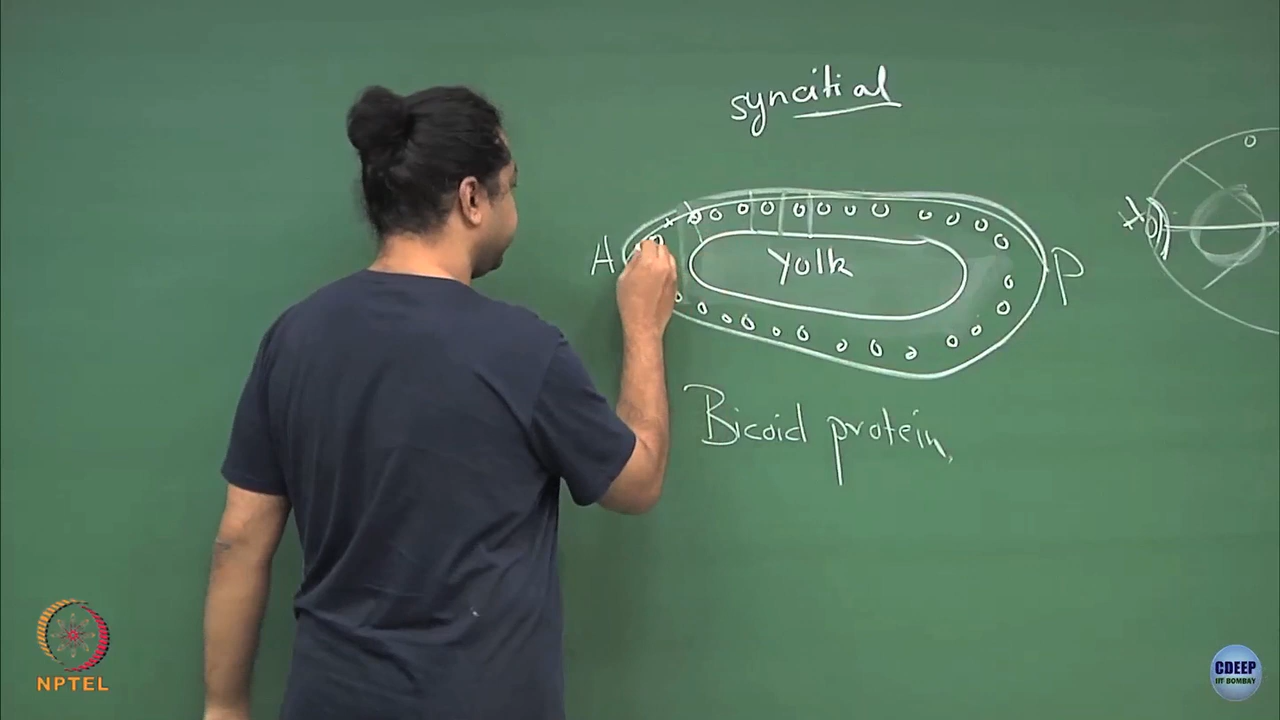 syncitial
A
Yolk
P
A
Bicoid protein,
NPTEL
CDEEP
IIT BOMBAY